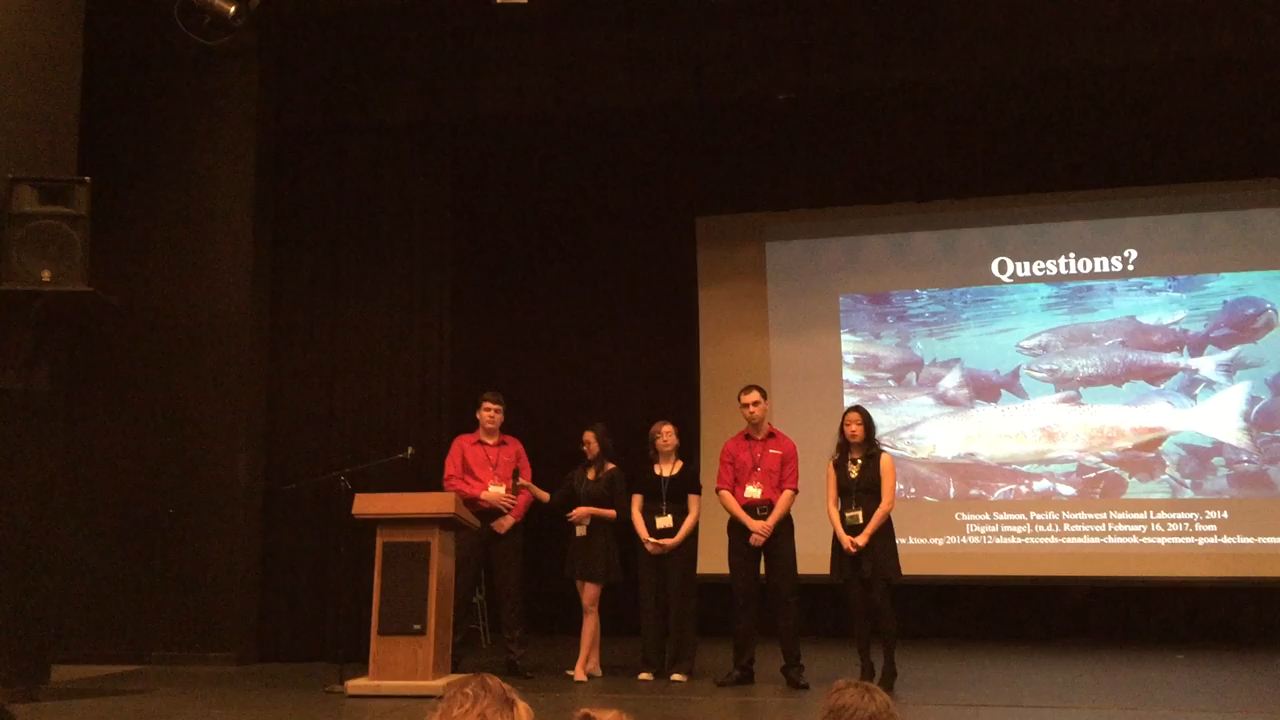 Questions?
Chinook Salmon, Pacific Northwest National Laboratory, 2014
[Digital image]. (n.d.). Retrieved February 16, 2017, from
ww.ktoo.org/2014/08/12/alaska-exceeds-canadian-chinook-escapement-goal-decline-rema